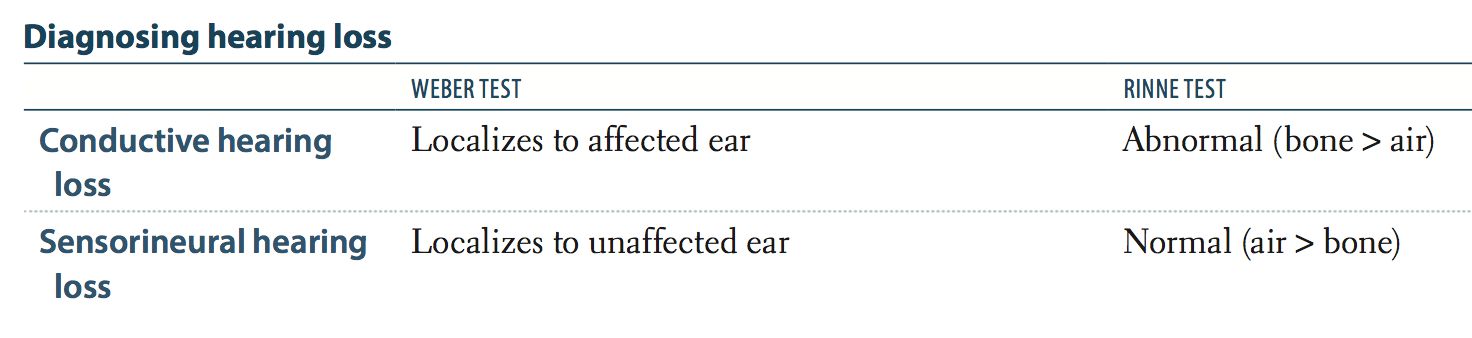 Diagnosing hearing loss
WEBER TEST RINNE TEST
Conductive hearing Localizes to affected ear Abnormal (bone > air)
loss
Sensorineural hearing Localizes to unaffected ear Normal (air > bone)
loss